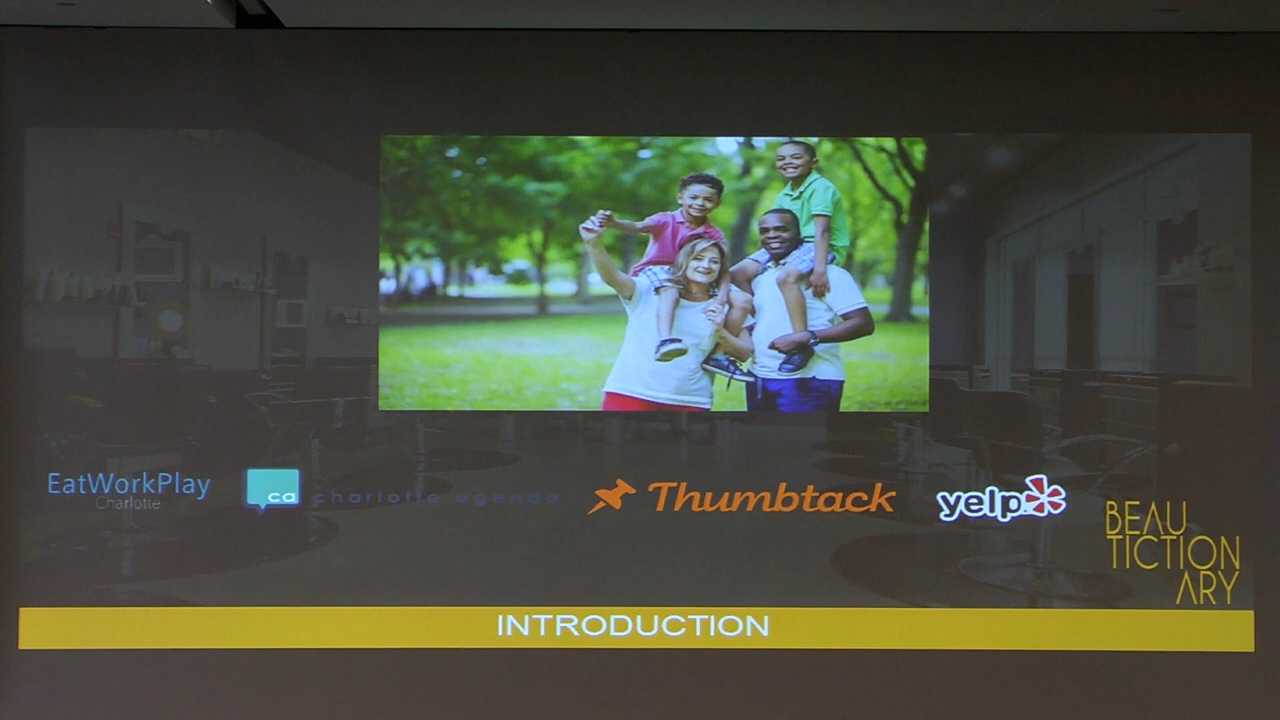 EatWorkPlay
Charlotte
ca charlotte agenda
Thumbtack
yelp
BEAU
TICTION
ARY
INTRODUCTION